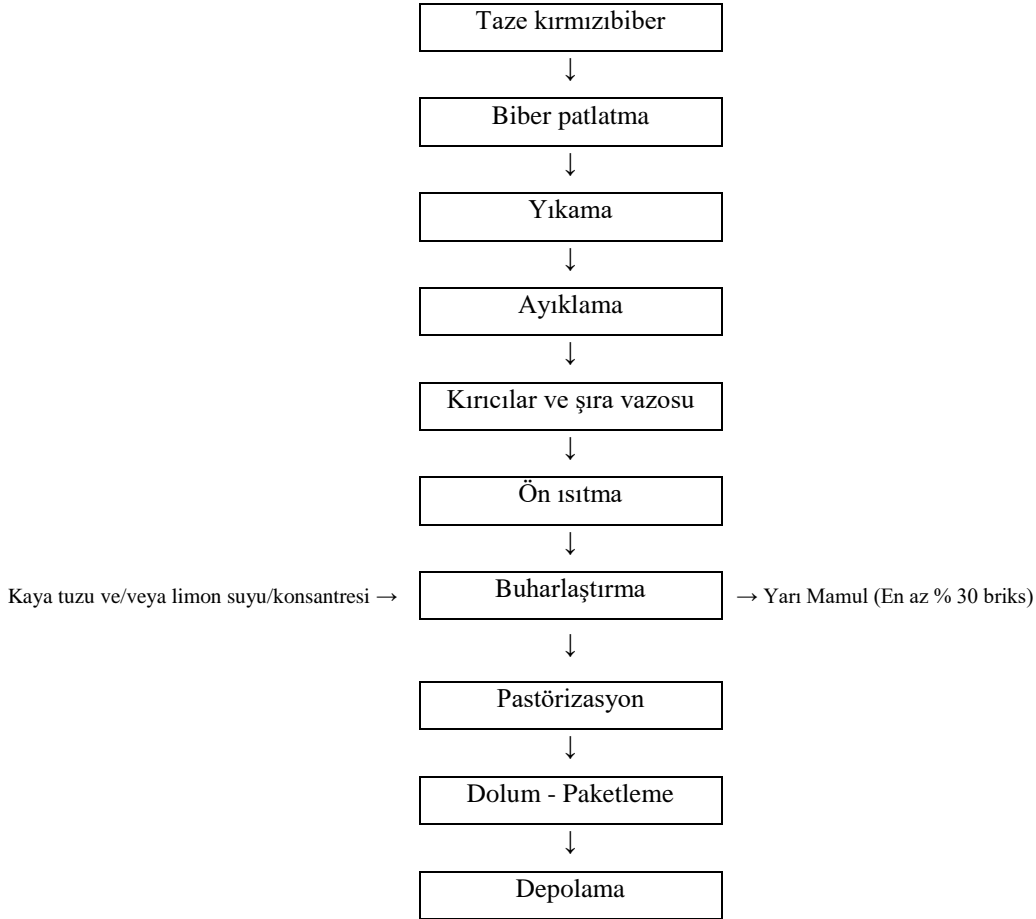 Taze kırmızıbiber
↓
Biber patlatma
↓
Yıkama
↓
Ayıklama
↓
Kırıcılar ve şıra vazosu
↓
Ön ısıtma
↓
Kaya tuzu ve/veya limon suyu/konsantresi → Buharlaştırma → Yarı Mamul (En az % 30 briks)
↓
Pastörizasyon
↓
Dolum - Paketleme
↓
Depolama